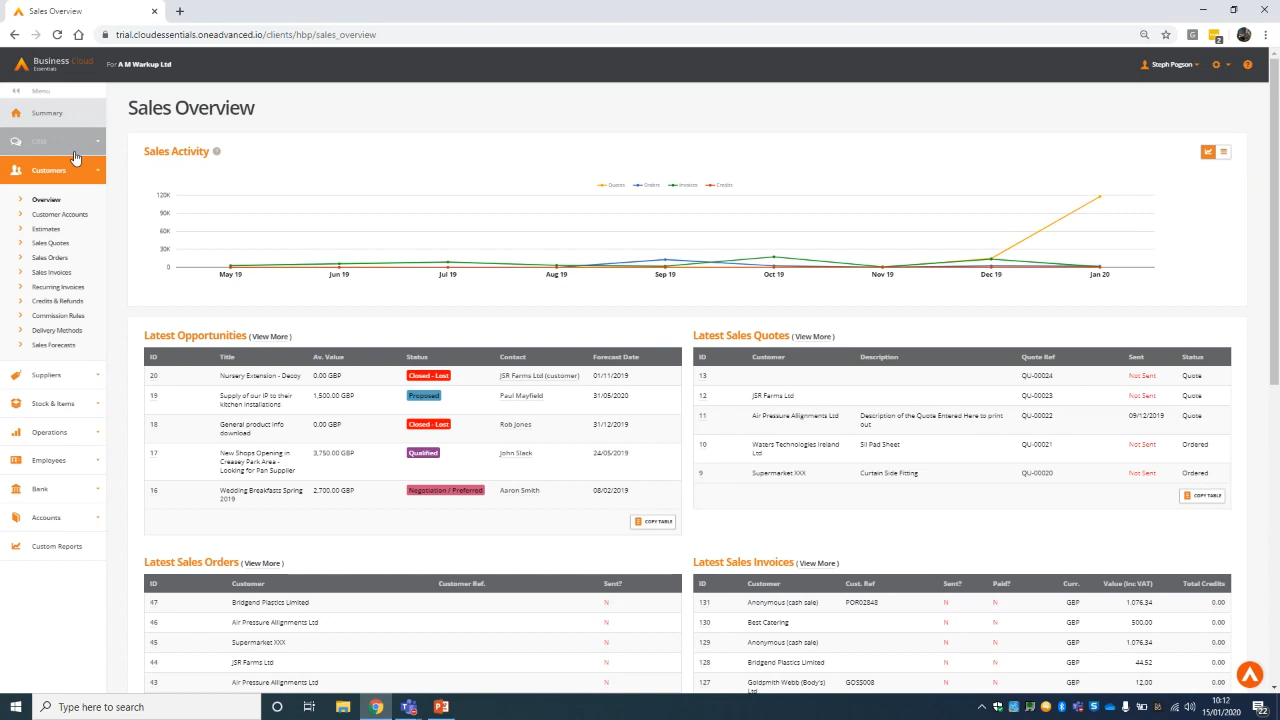 Sales Overview
trial.cloudessentials.oneadvanced.io/clients/hbp/sales_overview
2
Business Cloud
Essentials
For A M Warkup Ltd
Steph Pogson
Menu
Summary
CRM
Customers
Overview
Customer Accounts
Estimates
Sales Quotes
Sales Orders
Sales Invoices
Recurring Invoices
Credits & Refunds
Commission Rules
Delivery Methods
Sales Forecasts
Suppliers
Stock & Items
Operations
Employees
Bank
Accounts
Custom Reports
Sales Overview
Sales Activity
Quotes Orders Invoices Credits
120K
90K
60K
30K
0
May 19 Jun 19 Jul 19 Aug 19 Sep 19 Oct 19 Nov 19 Dec 19 Jan 20
Latest Opportunities ( View More )
ID Title Av. Value Status Contact Forecast Date
20 Nursery Extension - Decoy 0.00 GBP Closed - Lost JSR Farms Ltd (customer) 01/11/2019
19 Supply of our IP to their kitchen installations 1,500.00 GBP Proposed Paul Mayfield 31/05/2020
18 General product info download 0.00 GBP Closed - Lost Rob Jones 31/12/2019
17 New Shops Opening in Creasey Park Area - Looking for Pan Supplier 3,750.00 GBP Qualified John Slack 24/05/2019
16 Wedding Breakfasts Spring 2019 2,700.00 GBP Negotiation / Preferred Aaron Smith 08/02/2019
COPY TABLE
Latest Sales Quotes ( View More )
ID Customer Description Quote Ref Sent Status
13 QU-00024 Not Sent Quote
12 JSR Farms Ltd QU-00023 Not Sent Quote
11 Air Pressure Allignments Ltd Description of the Quote Entered Here to print out QU-00022 09/12/2019 Quote
10 Waters Technologies Ireland Ltd Sil Pad Sheet QU-00021 Not Sent Ordered
9 Supermarket XXX Curtain Side Fitting QU-00020 Not Sent Ordered
COPY TABLE
Latest Sales Orders ( View More )
ID Customer Customer Ref. Sent?
47 Bridgend Plastics Limited N
46 Air Pressure Allignments Ltd N
45 Supermarket XXX N
44 JSR Farms Ltd N
43 Air Pressure Allignments Ltd N
Latest Sales Invoices ( View More )
ID Customer Cust. Ref Sent? Paid? Curr. Value (inc VAT) Total Credits
131 Anonymous (cash sale) POR02848 N N GBP 1,076.34 0.00
130 Best Catering N N GBP 500.00 0.00
129 Anonymous (cash sale) N N GBP 1,076.34 0.00
128 Bridgend Plastics Limited N N GBP 44.52 0.00
127 Goldsmith Webb (Body's) Ltd GDSS008 N N GBP 12.00 0.00
Type here to search
10:12
15/01/2020
22